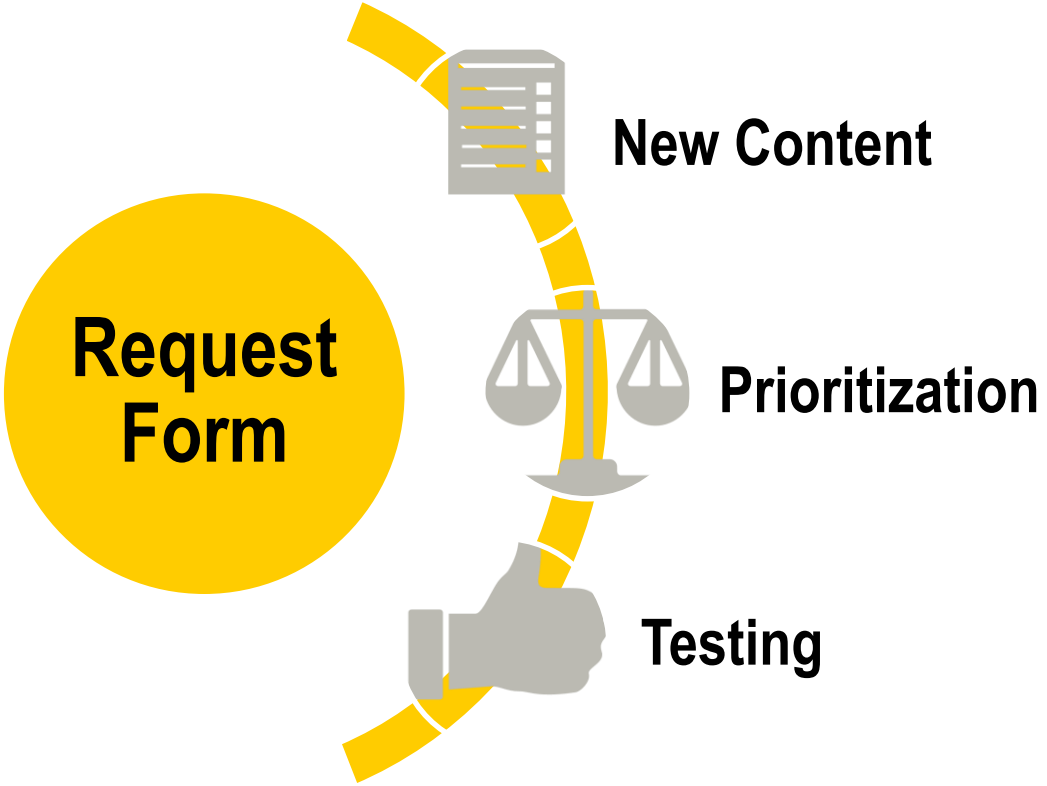 Request
Form
New Content
Prioritization
Testing